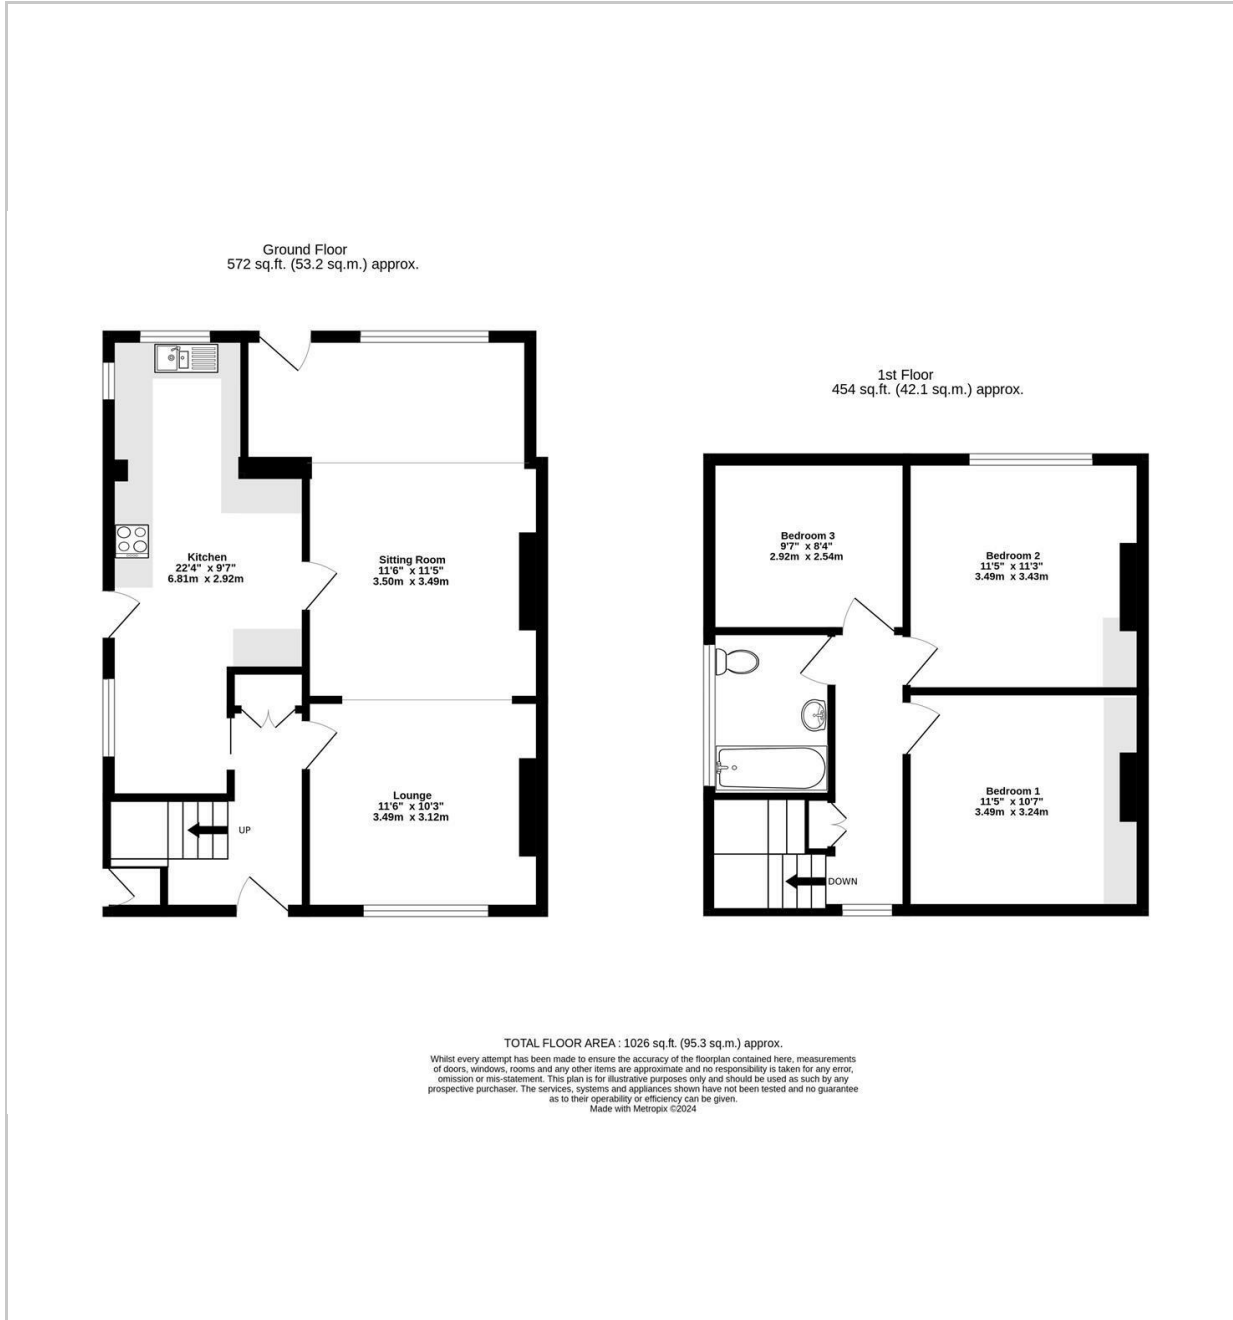 Ground Floor
572 sq.ft. (53.2 sq.m.) approx.
1st Floor
454 sq.ft. (42.1 sq.m.) approx.
Kitchen
22'4" x 9'7"
6.81m x 2.92m
Sitting Room
11'6" x 11'5"
3.50m x 3.49m
Lounge
11'6" x 10'3"
3.49m x 3.12m
UP
Bedroom 3
9'7" x 8'4"
2.92m x 2.54m
Bedroom 2
11'5" x 11'3"
3.49m x 3.43m
Bedroom 1
11'5" x 10'7"
3.49m x 3.24m
DOWN
TOTAL FLOOR AREA : 1026 sq.ft. (95.3 sq.m.) approx.
Whilst every attempt has been made to ensure the accuracy of the floorplan contained here, measurements
of doors, windows, rooms and any other items are approximate and no responsibility is taken for any error,
omission or mis-statement. This plan is for illustrative purposes only and should be used as such by any
prospective purchaser. The services, systems and appliances shown have not been tested and no guarantee
as to their operability or efficiency can be given.
Made with Metropix ©2024